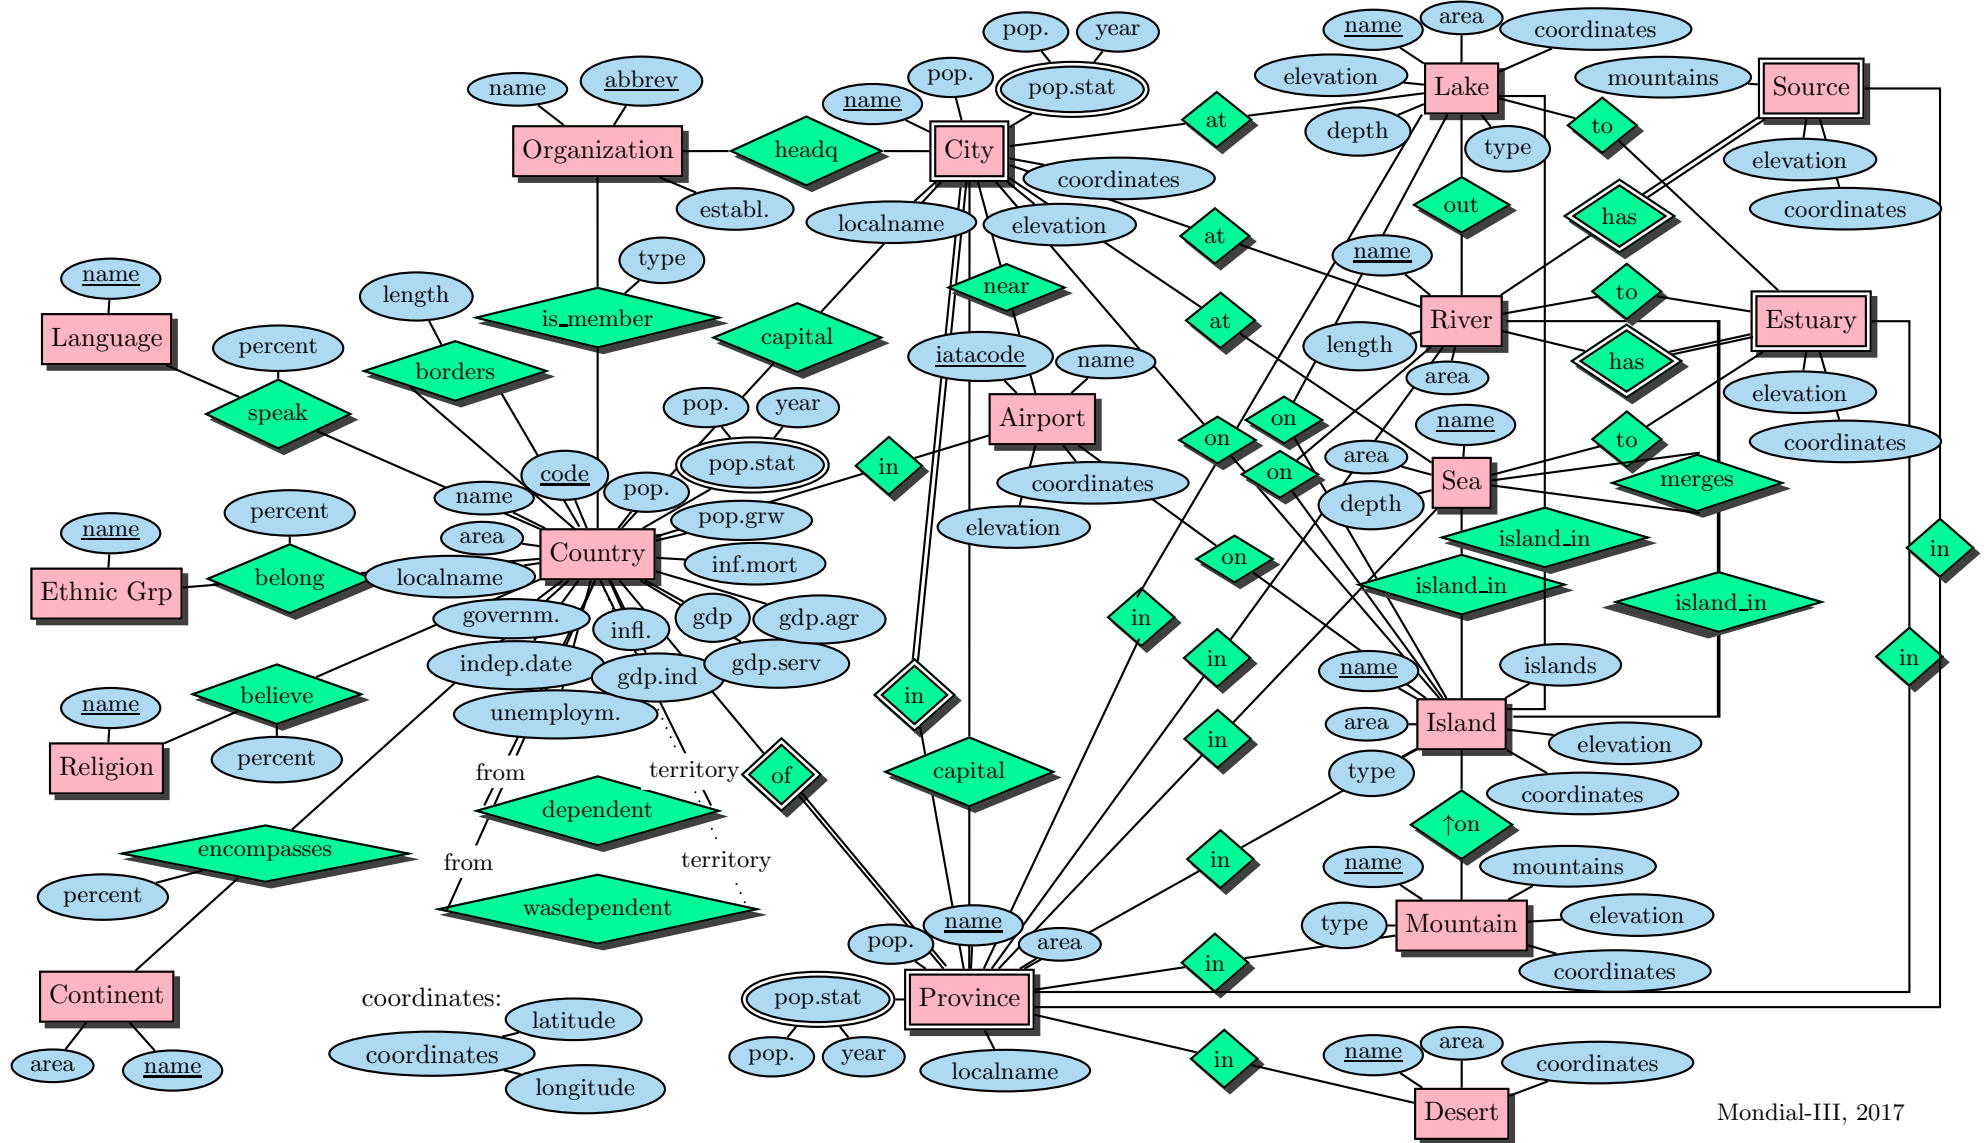 pop. year
name area coordinates
name abbrev pop. pop.stat elevation Lake mountains Source
name at to
depth type elevation
Organization headq City
coordinates coordinates
establ. localname elevation out has
at
name type name
length near to
is_member at River Estuary
Language capital length has
percent iatacode name
borders area elevation
pop. year
speak Airport on on name to coordinates
pop.stat in area
name code pop. on Sea merges
coordinates depth
name percent pop.grw elevation
area island_in in
Country inf.mort on
Ethnic Grp belong localname island_in island_in
governm. infl. gdp gdp.agr in
indep.date gdp.serv in in
gdp.ind name islands
name believe in
unemploym. Island
area
percent in elevation
Religion from territory of capital type
coordinates
dependent
↑on
encompasses from territory in
name mountains
percent
wasdependent elevation
name type Mountain
pop. area
in coordinates
Continent coordinates: pop.stat Province
latitude
coordinates pop. year in name area coordinates
area name localname
longitude
Desert Mondial-III, 2017